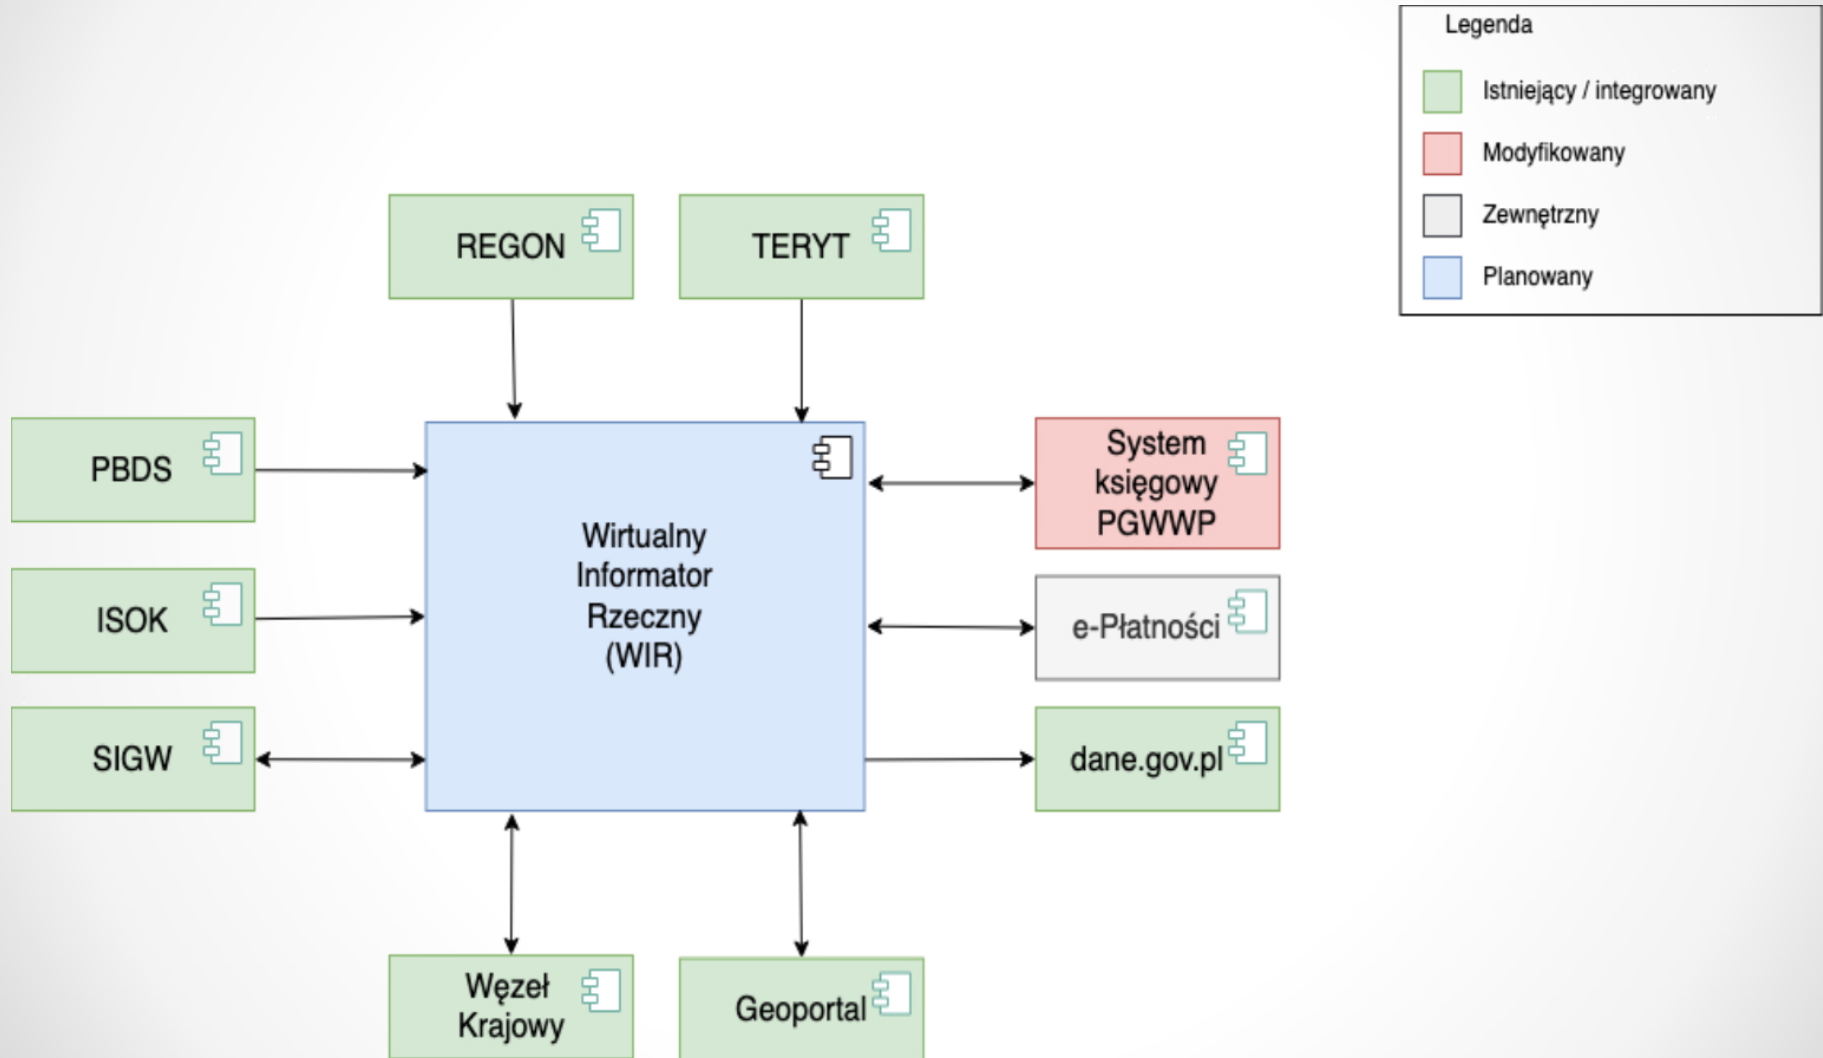 Legenda
Istniejący / integrowany
Modyfikowany
Zewnętrzny
Planowany
REGON
TERYT
PBDS
ISOK
SIGW
Wirtualny
Informator
Rzeczny
(WIR)
System
księgowy
PGWWP
e-Płatności
dane.gov.pl
Węzeł
Krajowy
Geoportal